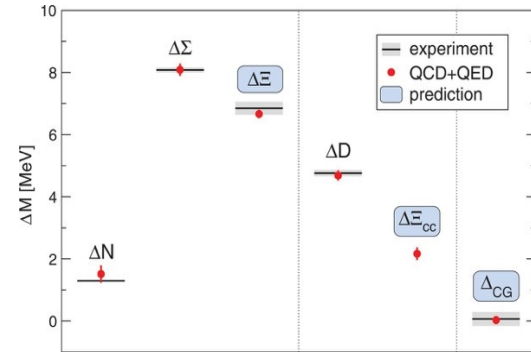 10
8
6
4
2
0
ΔM [MeV]
ΔN
ΔΣ
ΔΞ
ΔD
ΔΞcc
ΔCG
experiment
QCD+QED
prediction